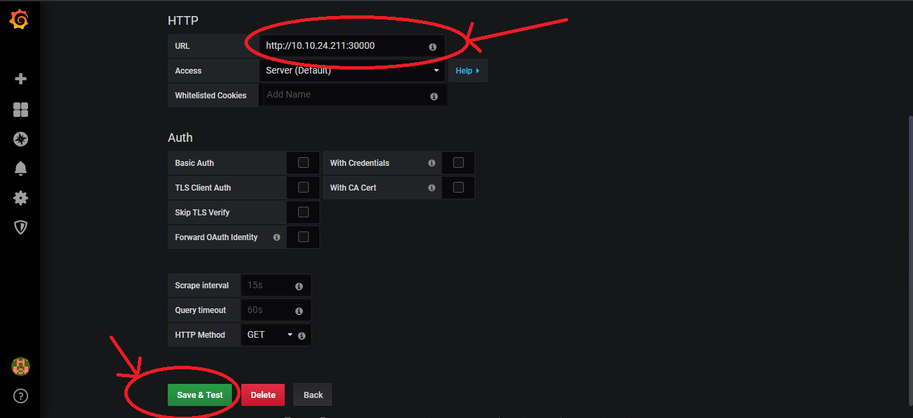 HTTP
URL http://10.10.24.211:30000
Access Server (Default) Help
Whitelisted Cookies Add Name
Auth
Basic Auth With Credentials
TLS Client Auth With CA Cert
Skip TLS Verify
Forward OAuth Identity
Scrape interval 15s
Query timeout 60s
HTTP Method GET
Save & Test Delete Back